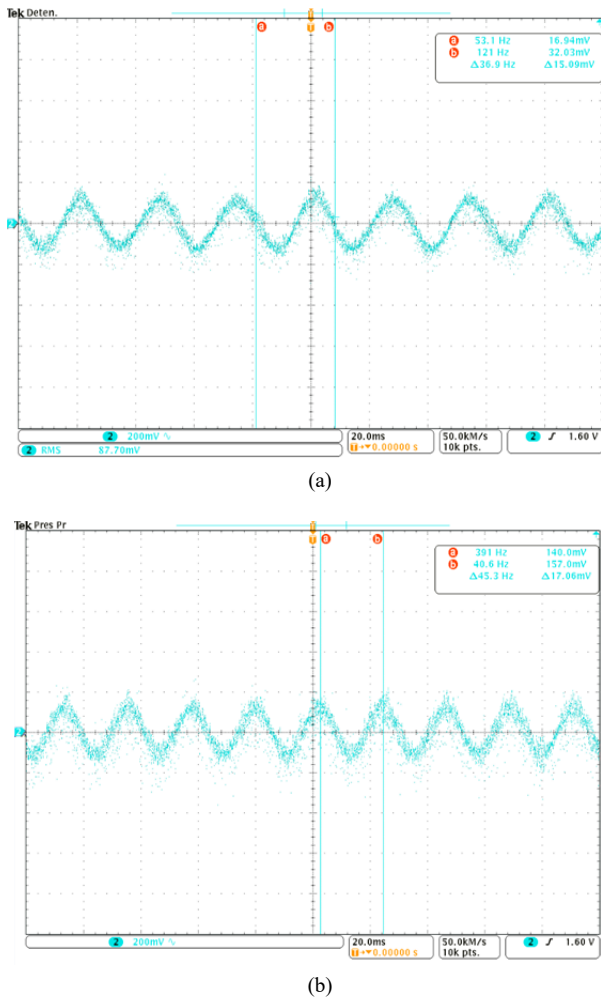 Tek Deten.
a b
T
a 53.1 Hz 16.94mV
b 121 Hz 32.03mV
Δ36.9 Hz Δ15.09mV
2
2 200mV
2 RMS 87.70mV
20.0ms
T→▼0.00000 s
50.0kM/s
10k pts.
2 1.60 V
(a)
Tek Pres Pr
T a b
a 391 Hz 140.0mV
b 40.6 Hz 157.0mV
Δ45.3 Hz Δ17.06mV
2
2 200mV
20.0ms
T→▼0.00000 s
50.0kM/s
10k pts.
2 1.60 V
(b)